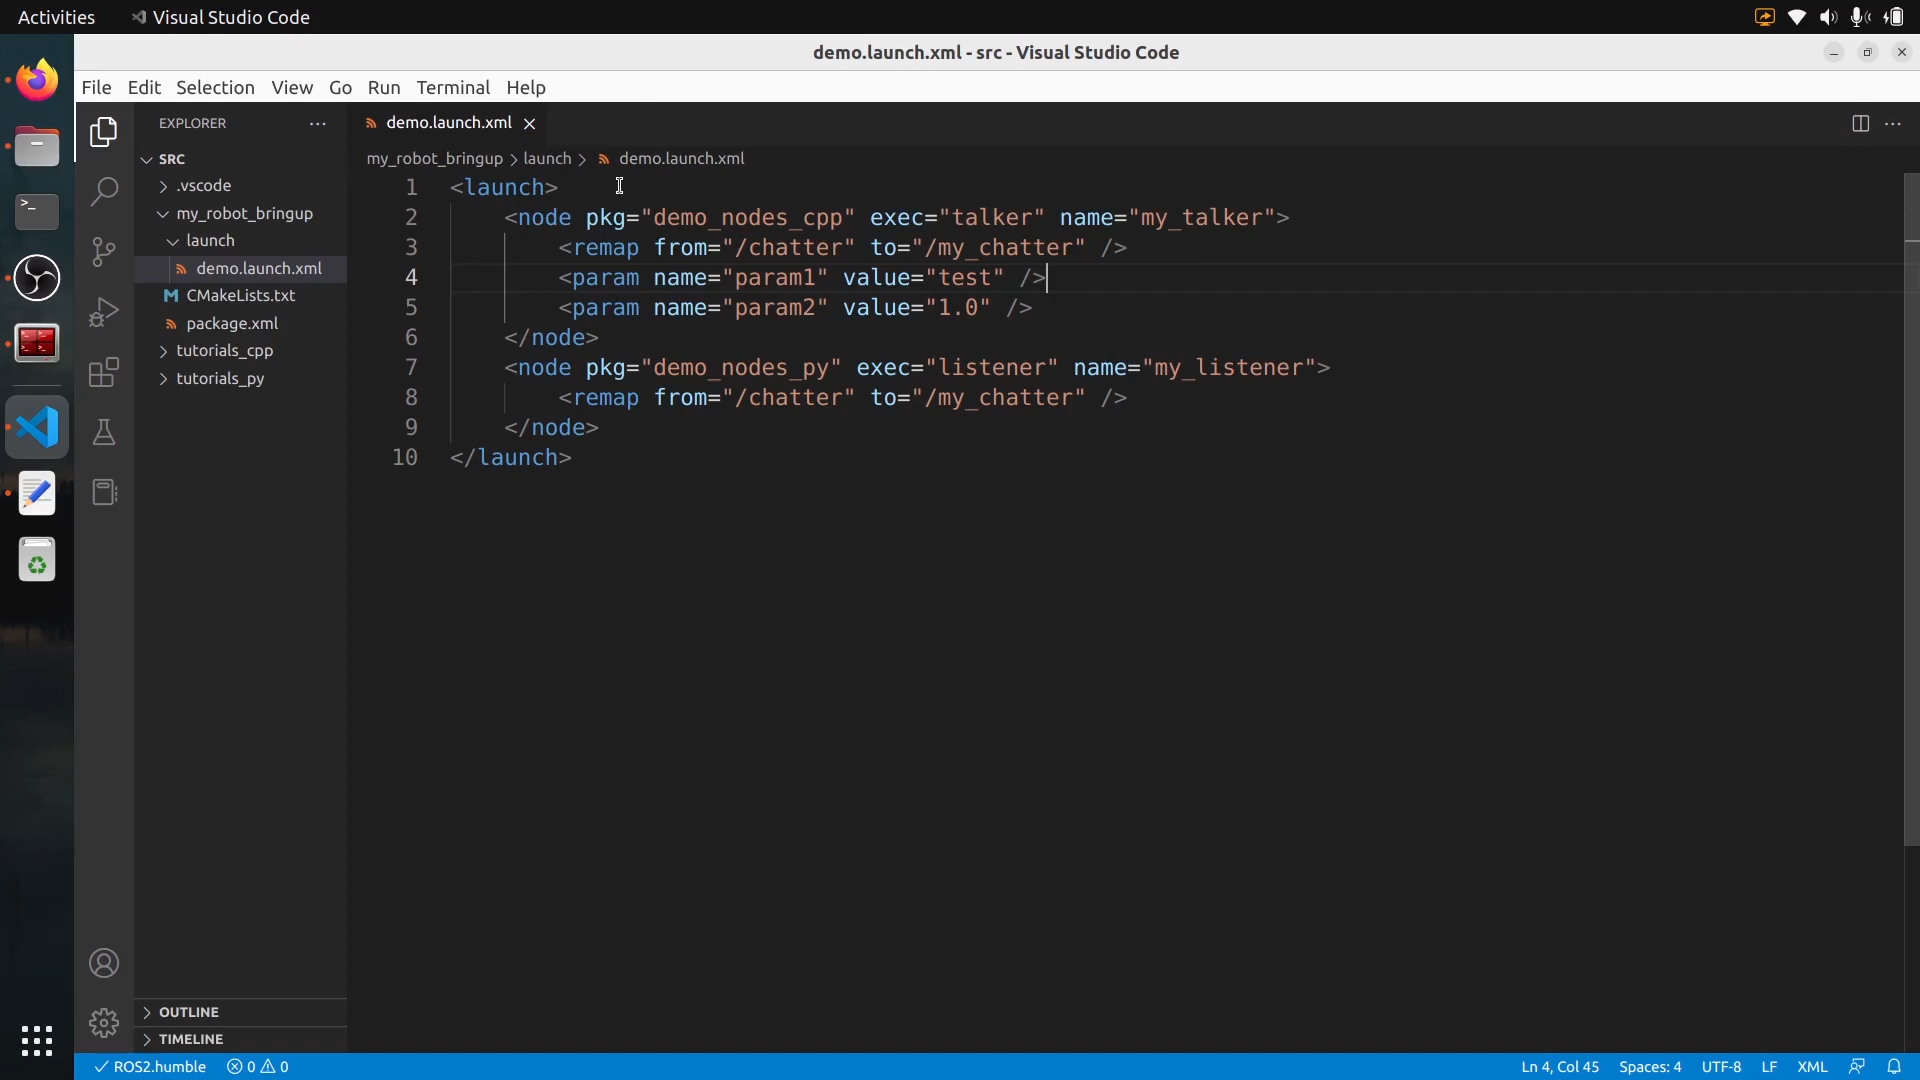 Activities
Visual Studio Code
demo.launch.xml - src - Visual Studio Code
File Edit Selection View Go Run Terminal Help
EXPLORER
SRC
.vscode
my_robot_bringup
launch
demo.launch.xml
CMakeLists.txt
package.xml
tutorials_cpp
tutorials_py
OUTLINE
TIMELINE
demo.launch.xml
my_robot_bringup > launch > demo.launch.xml
1 <launch>
2 <node pkg="demo_nodes_cpp" exec="talker" name="my_talker">
3 <remap from="/chatter" to="/my_chatter" />
4 <param name="param1" value="test" />
5 <param name="param2" value="1.0" />
6 </node>
7 <node pkg="demo_nodes_py" exec="listener" name="my_listener">
8 <remap from="/chatter" to="/my_chatter" />
9 </node>
10 </launch>
ROS2.humble 0 0 Ln 4, Col 45 Spaces: 4 UTF-8 LF XML